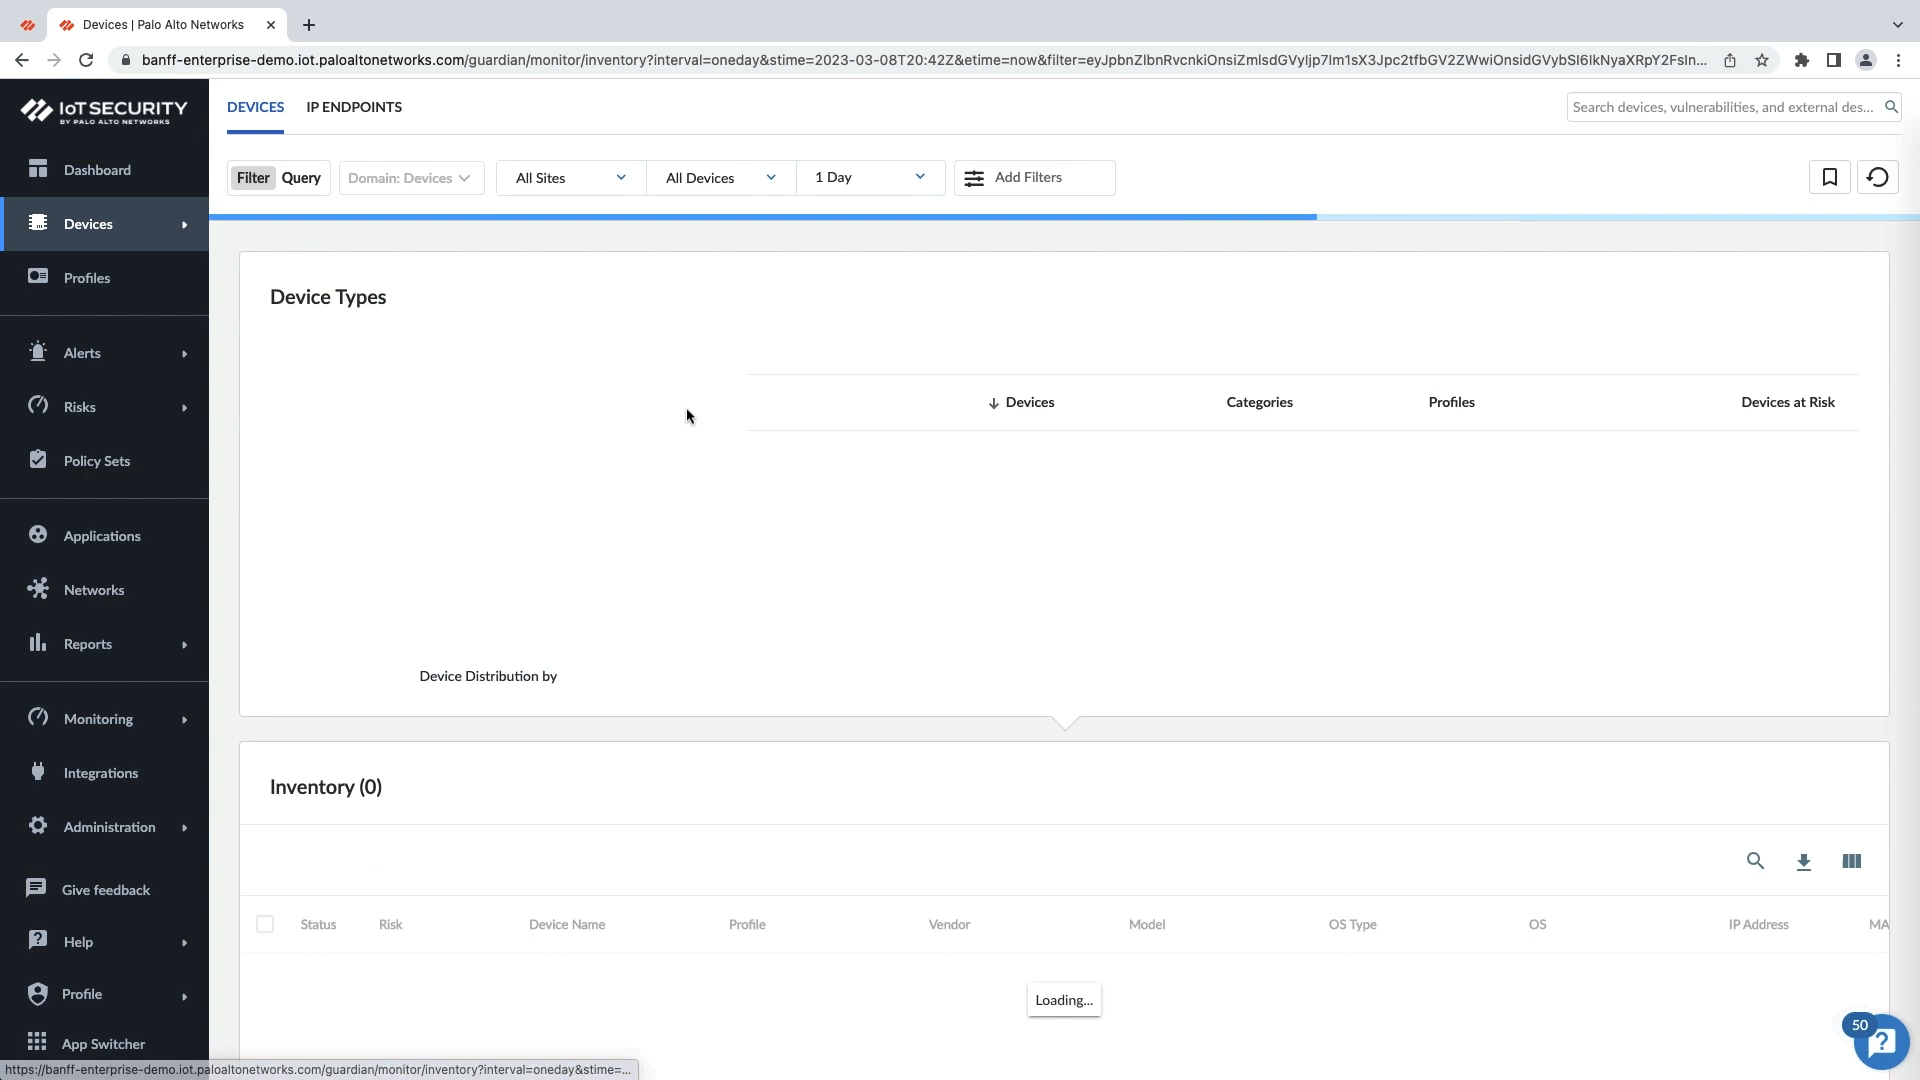 Devices | Palo Alto Networks
banff-enterprise-demo.iot.paloaltonetworks.com/guardian/monitor/inventory?interval=oneday&stime=2023-03-08T20:42Z&etime=now&filter=eyJpbnZlbnRvcnkiOnsiZmlsdGVyIjp7Im1sX3Jpc2tfbGV2ZWwiOnsidGVybSI6IkNyaXRpY2FsIn...
IoT SECURITY
BY PALO ALTO NETWORKS
DEVICES IP ENDPOINTS
Search devices, vulnerabilities, and external des...
Filter Query
Domain: Devices
All Sites
All Devices
1 Day
Add Filters
Dashboard
Devices
Profiles
Alerts
Risks
Policy Sets
Applications
Networks
Reports
Monitoring
Integrations
Administration
Give feedback
Help
Profile
App Switcher
Device Types
Devices Categories Profiles Devices at Risk
Device Distribution by
Inventory (0)
Status Risk Device Name Profile Vendor Model OS Type OS IP Address MA
Loading...
50
https://banff-enterprise-demo.iot.paloaltonetworks.com/guardian/monitor/inventory?interval=oneday&stime=...